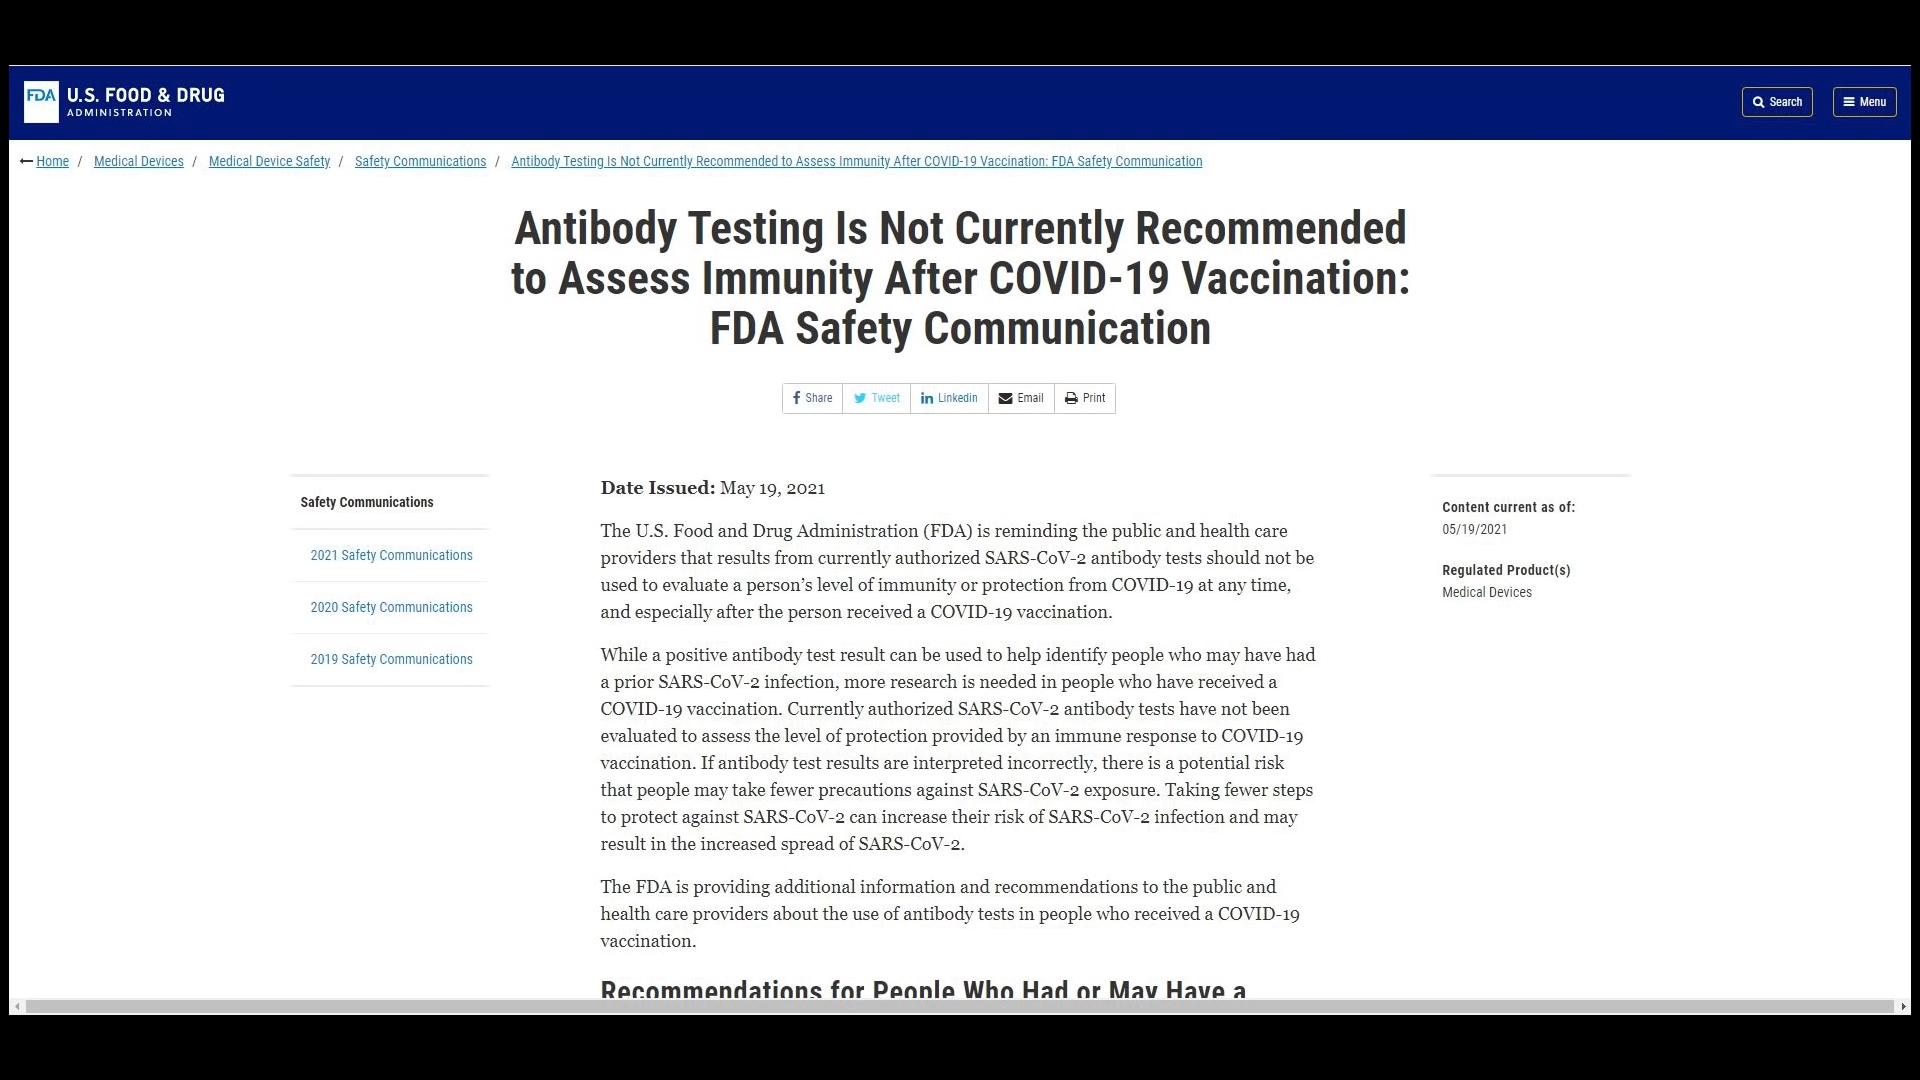 FDA U.S. FOOD & DRUG
ADMINISTRATION
Search
Menu
Home / Medical Devices / Medical Device Safety / Safety Communications / Antibody Testing Is Not Currently Recommended to Assess Immunity After COVID-19 Vaccination: FDA Safety Communication
Antibody Testing Is Not Currently Recommended
to Assess Immunity After COVID-19 Vaccination:
FDA Safety Communication
Share Tweet Linkedin Email Print
Safety Communications
2021 Safety Communications
2020 Safety Communications
2019 Safety Communications
Date Issued: May 19, 2021
The U.S. Food and Drug Administration (FDA) is reminding the public and health care
providers that results from currently authorized SARS-CoV-2 antibody tests should not be
used to evaluate a person’s level of immunity or protection from COVID-19 at any time,
and especially after the person received a COVID-19 vaccination.
While a positive antibody test result can be used to help identify people who may have had
a prior SARS-CoV-2 infection, more research is needed in people who have received a
COVID-19 vaccination. Currently authorized SARS-CoV-2 antibody tests have not been
evaluated to assess the level of protection provided by an immune response to COVID-19
vaccination. If antibody test results are interpreted incorrectly, there is a potential risk
that people may take fewer precautions against SARS-CoV-2 exposure. Taking fewer steps
to protect against SARS-CoV-2 can increase their risk of SARS-CoV-2 infection and may
result in the increased spread of SARS-CoV-2.
The FDA is providing additional information and recommendations to the public and
health care providers about the use of antibody tests in people who received a COVID-19
vaccination.
Recommendations for People Who Had or May Have a
Content current as of:
05/19/2021
Regulated Product(s)
Medical Devices